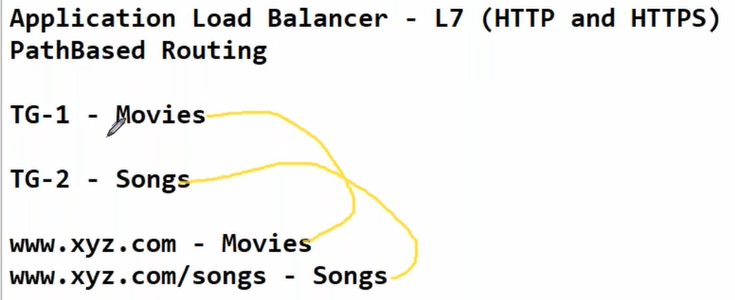 Application Load Balancer - L7 (HTTP and HTTPS)
PathBased Routing
TG-1 - Movies
TG-2 - Songs
www.xyz.com - Movies
www.xyz.com/songs - Songs